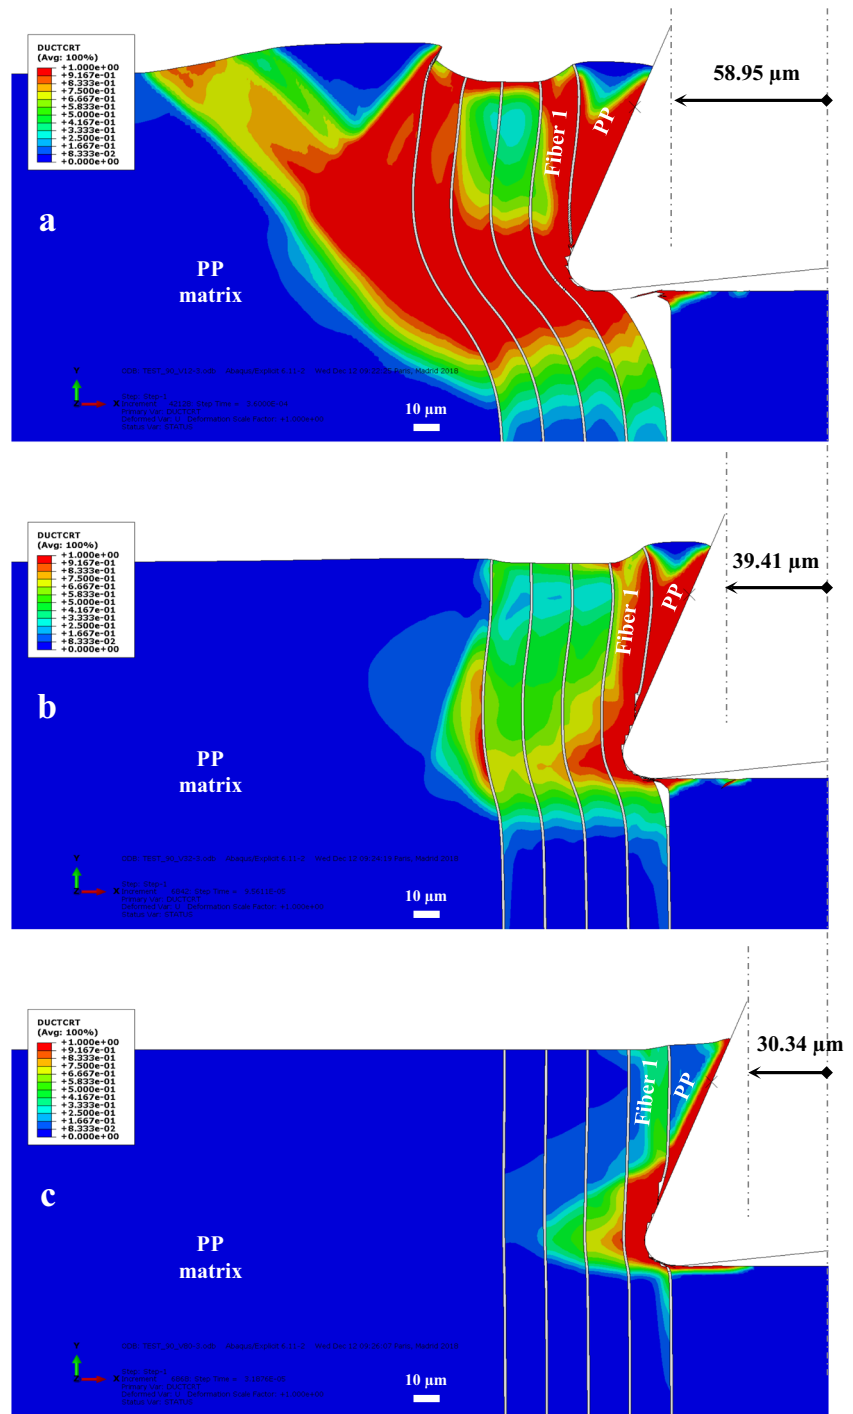 DUCTCRT
(Avg: 100%)
+1.000e+00
+9.167e-01
+8.333e-01
+7.500e-01
+6.667e-01
+5.833e-01
+5.000e-01
+4.167e-01
+3.333e-01
+2.500e-01
+1.667e-01
+8.333e-02
+0.000e+00
58.95 µm
Fiber 1
PP
a
PP
matrix
Y
X
10 µm
DUCTCRT
(Avg: 100%)
+1.000e+00
+9.167e-01
+8.333e-01
+7.500e-01
+6.667e-01
+5.833e-01
+5.000e-01
+4.167e-01
+3.333e-01
+2.500e-01
+1.667e-01
+8.333e-02
+0.000e+00
39.41 µm
Fiber 1
PP
b
PP
matrix
Y
X
10 µm
DUCTCRT
(Avg: 100%)
+1.000e+00
+9.167e-01
+8.333e-01
+7.500e-01
+6.667e-01
+5.833e-01
+5.000e-01
+4.167e-01
+3.333e-01
+2.500e-01
+1.667e-01
+8.333e-02
+0.000e+00
30.34 µm
Fiber 1
PP
c
PP
matrix
Y
X
10 µm